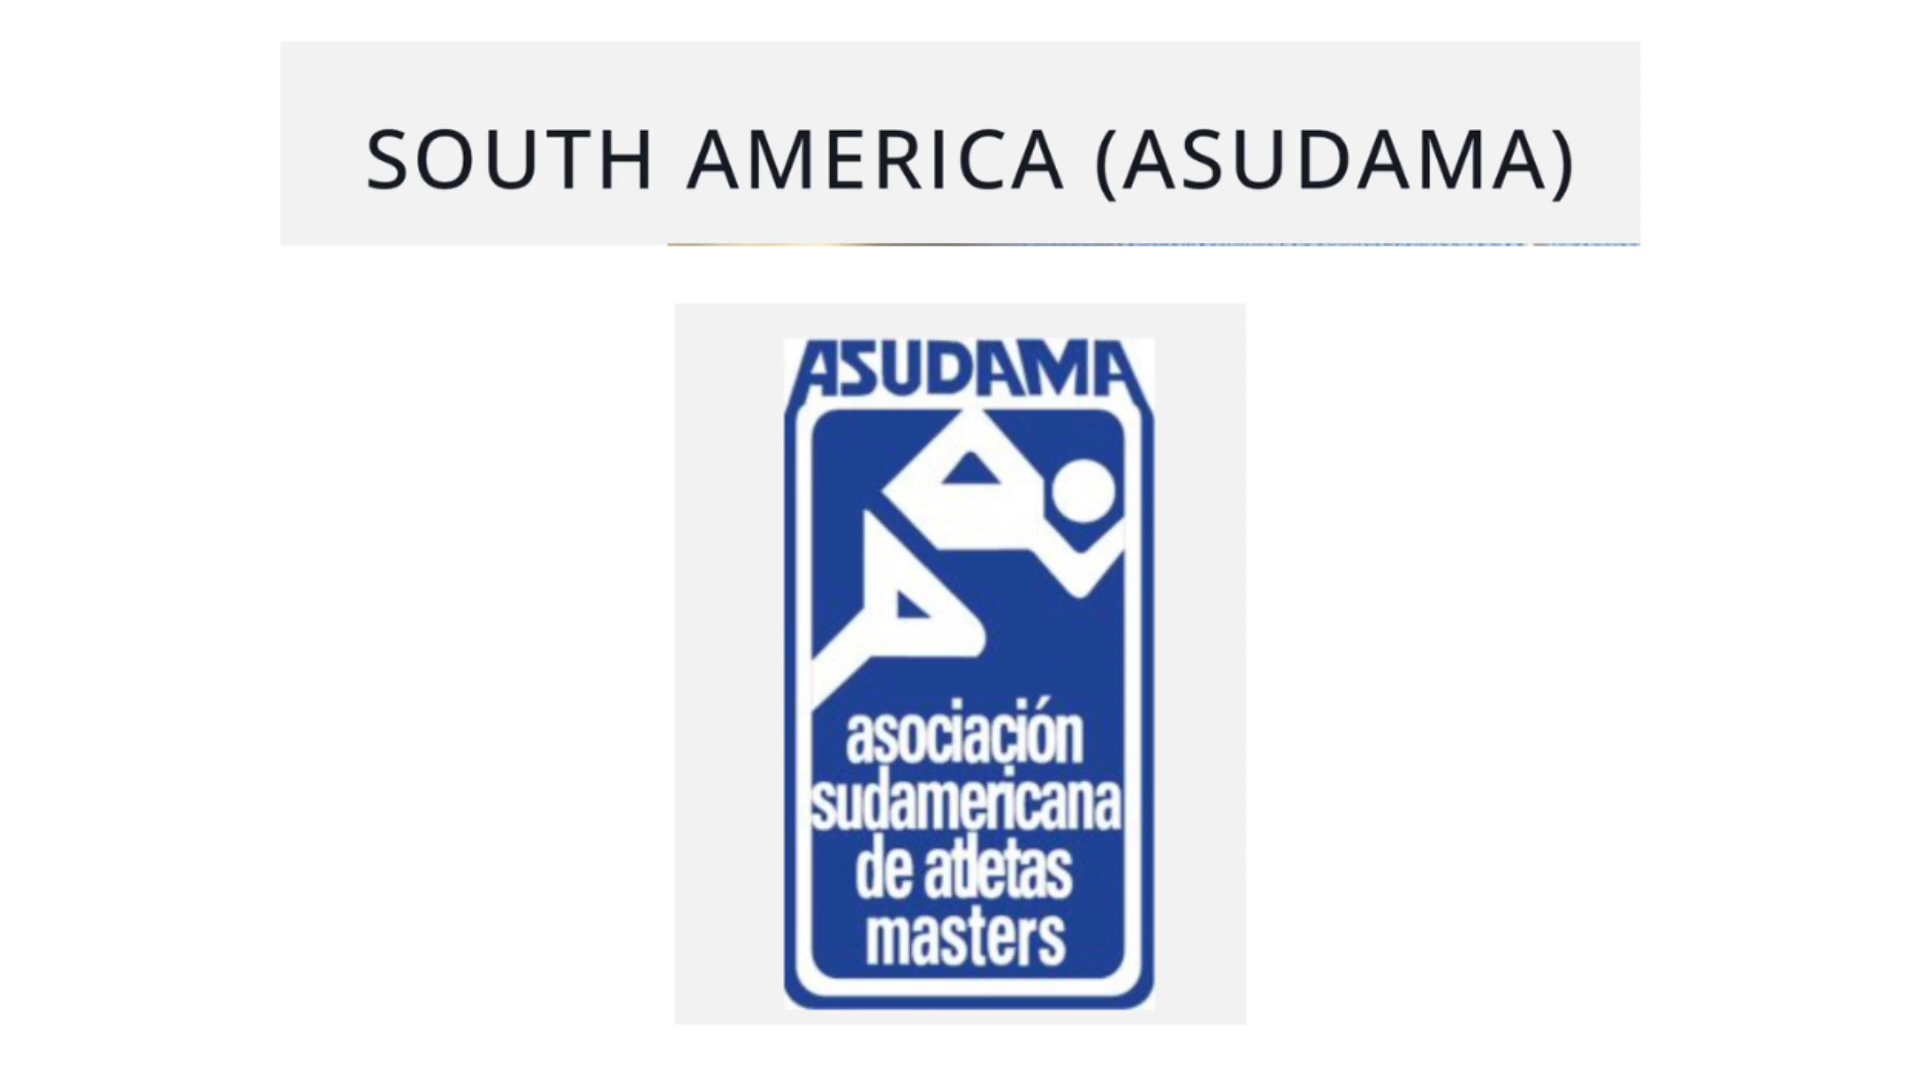 SOUTH AMERICA (ASUDAMA)
ASUDAMA
asociación
sudamericana
de atletas
masters